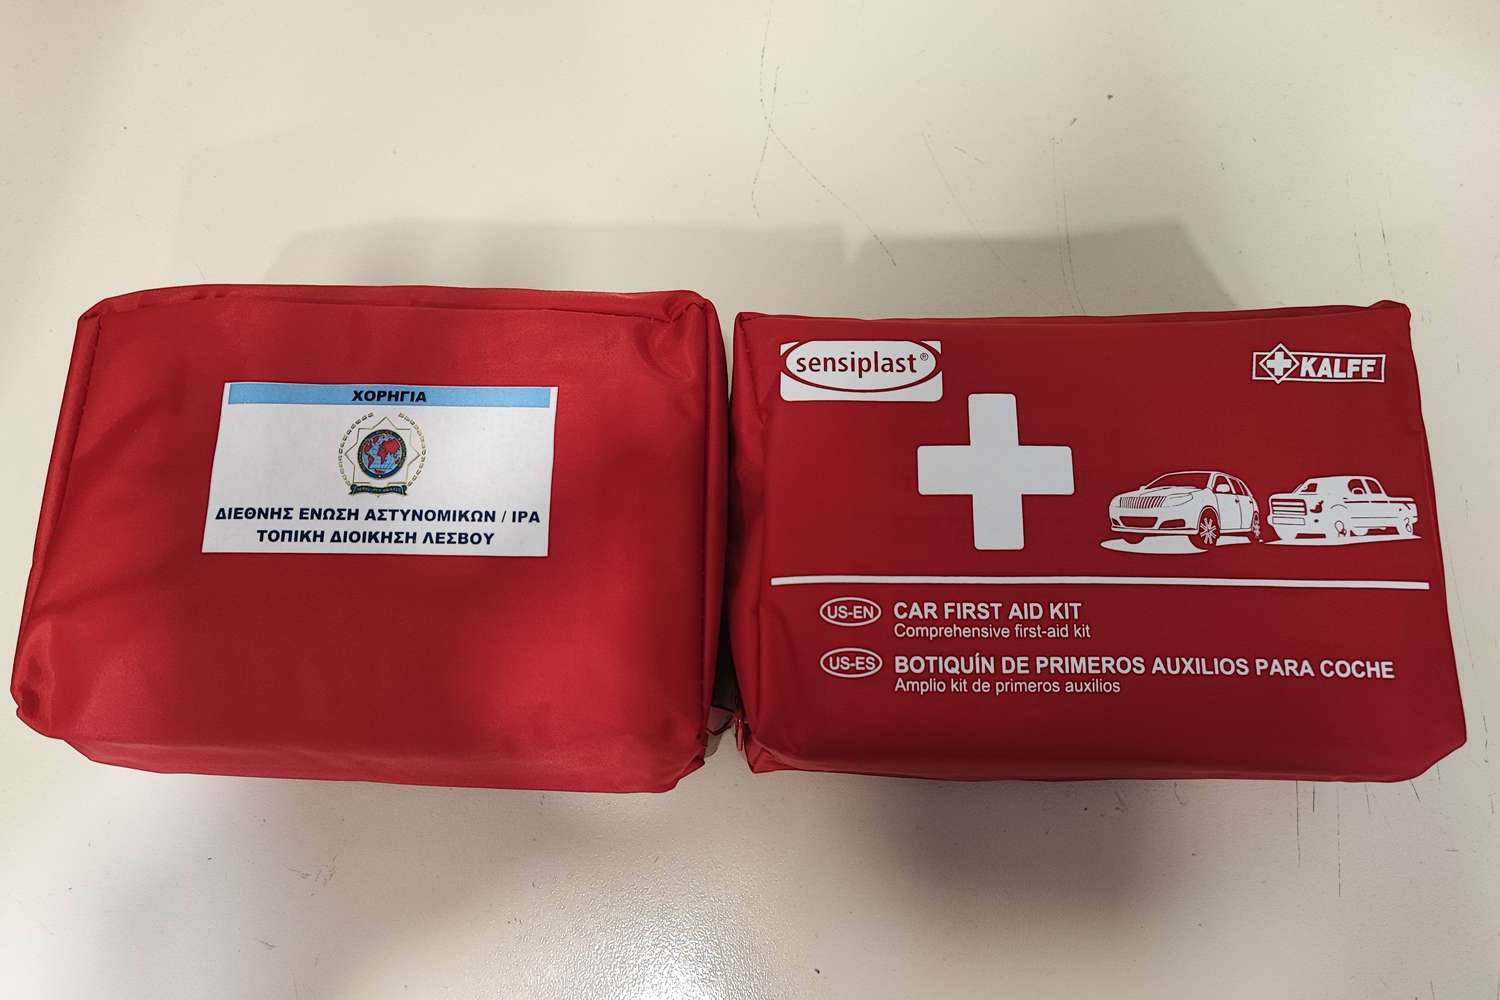 ΧΟΡΗΓΙΑ
ΔΙΕΘΝΗΣ ΕΝΩΣΗ ΑΣΤΥΝΟΜΙΚΩΝ / IPA
ΤΟΠΙΚΗ ΔΙΟΙΚΗΣΗ ΛΕΣΒΟΥ
sensiplast®
KALFF
US-EN CAR FIRST AID KIT
Comprehensive first-aid kit
US-ES BOTIQUÍN DE PRIMEROS AUXILIOS PARA COCHE
Amplio kit de primeros auxilios